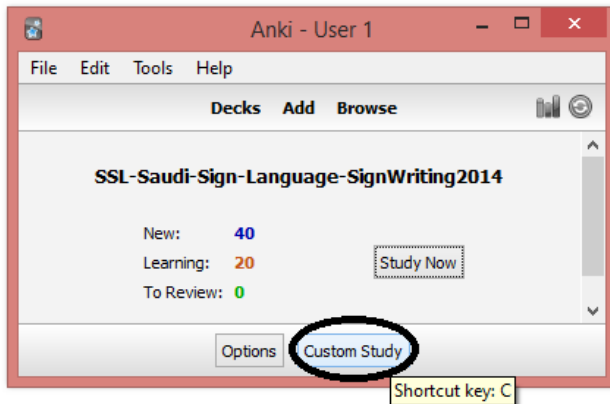 Anki - User 1
File Edit Tools Help
Decks Add Browse
SSL-Saudi-Sign-Language-SignWriting2014
New: 40
Learning: 20 Study Now
To Review: 0
Options Custom Study
Shortcut key: C